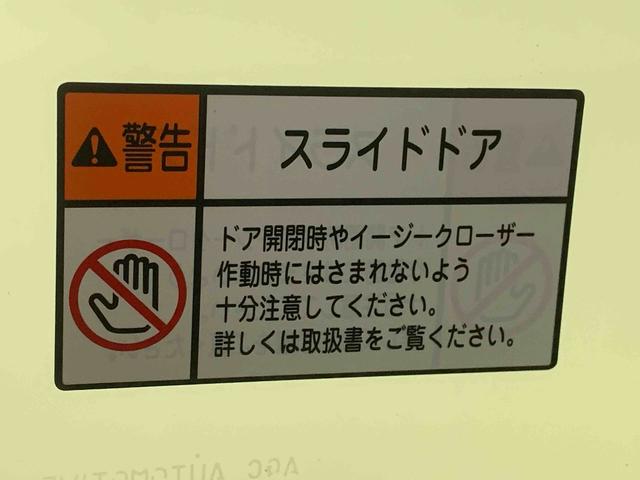 警告
スライドドア
ドア開閉時やイージークローザー
作動時にはさまれないよう
十分注意してください。
詳しくは取扱書をご覧ください。
AGC AUTOMOTIVE